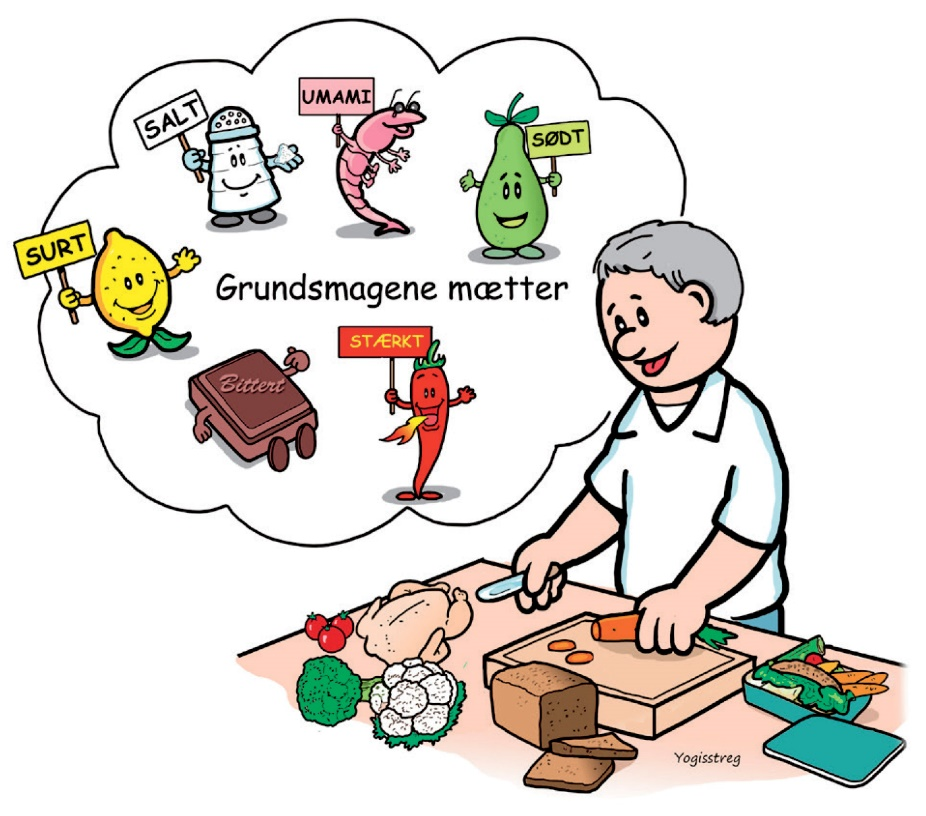 SALT
UMAMI
SØDT
SURT
Grundsmagene mætter
STÆRKT
Bittert
Yogisstreg